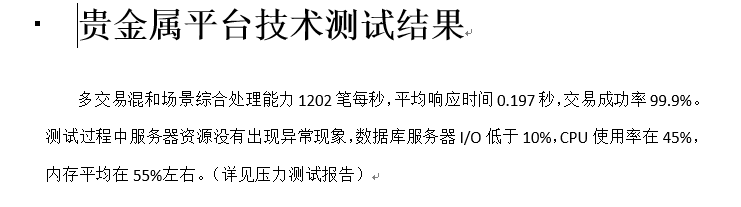 贵金属平台技术测试结果
多交易混和场景综合处理能力 1202 笔每秒，平均响应时间 0.197 秒，交易成功率 99.9%。
测试过程中服务器资源没有出现异常现象，数据库服务器 I/O 低于 10%，CPU 使用率在 45%，
内存平均在 55%左右。（详见压力测试报告）